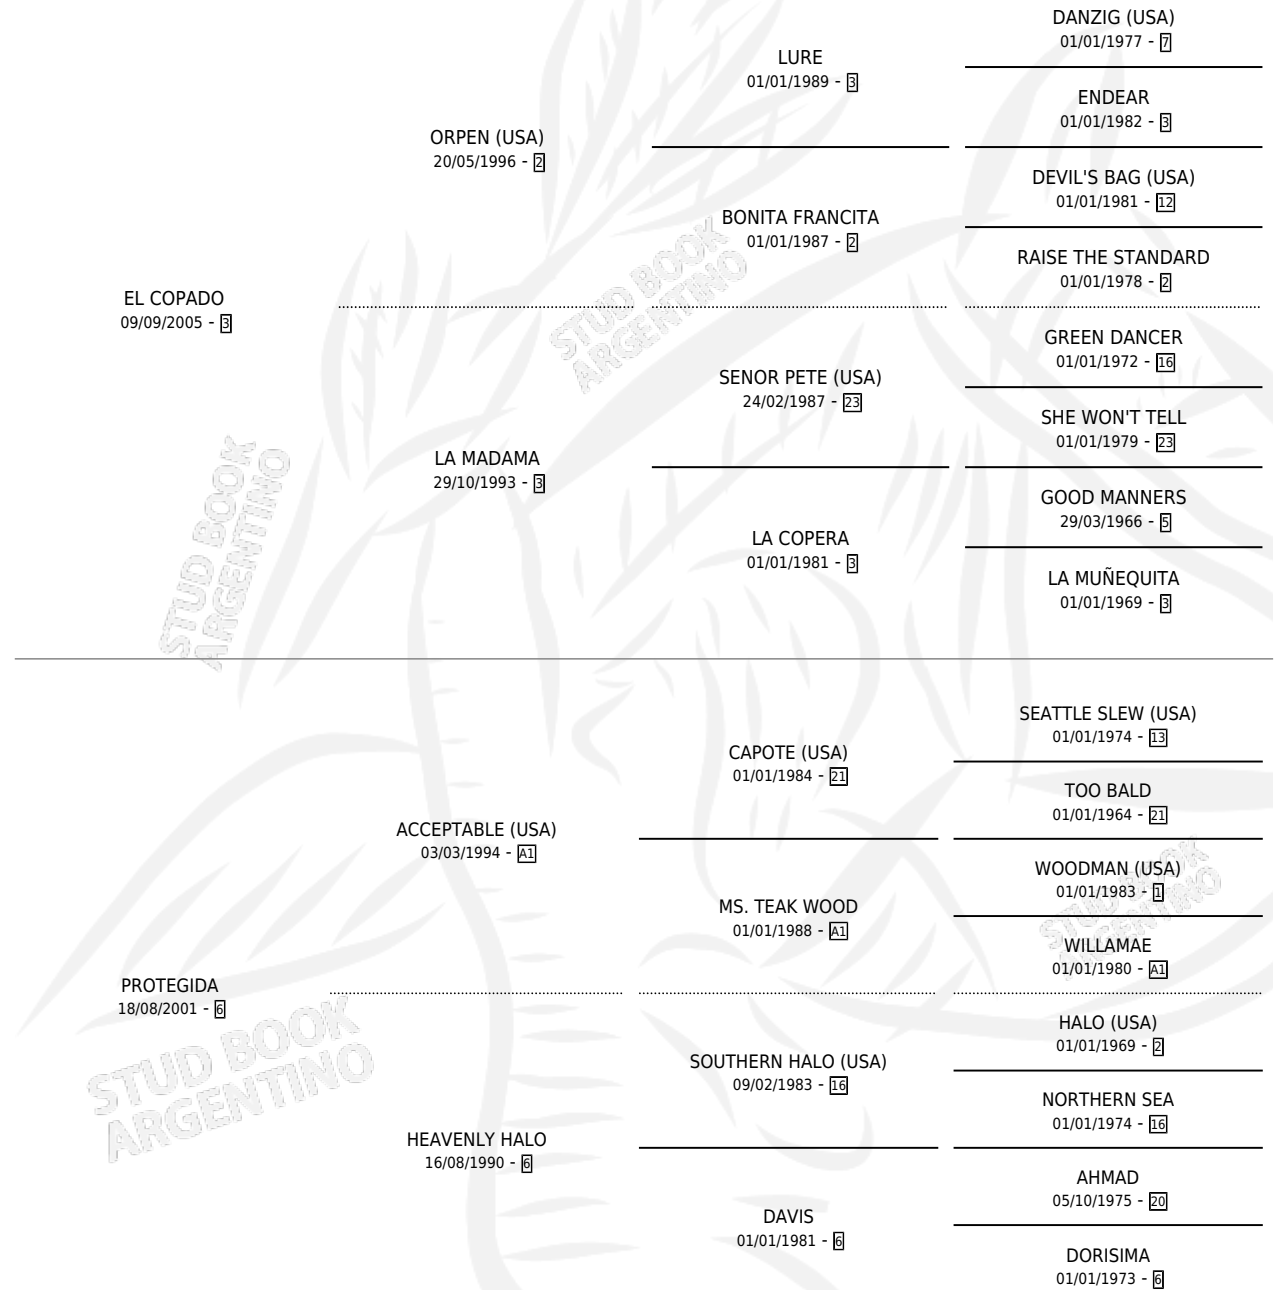 DANZIG (USA)
01/01/1977 - 7
LURE
01/01/1989 - 3
ENDEAR
01/01/1982 - 3
ORPEN (USA)
20/05/1996 - 2
DEVIL'S BAG (USA)
01/01/1981 - 12
BONITA FRANCITA
01/01/1987 - 2
RAISE THE STANDARD
01/01/1978 - 2
EL COPADO
09/09/2005 - 3
GREEN DANCER
01/01/1972 - 16
SENOR PETE (USA)
24/02/1987 - 23
SHE WON'T TELL
01/01/1979 - 23
LA MADAMA
29/10/1993 - 3
GOOD MANNERS
29/03/1966 - 5
LA COPERA
01/01/1981 - 3
LA MUÑEQUITA
01/01/1969 - 3
STUD BOOK
ARGENTINO
STUD BOOK
ARGENTINO
SEATTLE SLEW (USA)
01/01/1974 - 13
CAPOTE (USA)
01/01/1984 - 21
TOO BALD
01/01/1964 - 21
ACCEPTABLE (USA)
03/03/1994 - A1
WOODMAN (USA)
01/01/1983 - 1
MS. TEAK WOOD
01/01/1988 - A1
WILLAMAE
01/01/1980 - A1
STUD BOOK
ARGENTINO
PROTEGIDA
18/08/2001 - 6
HALO (USA)
01/01/1969 - 2
SOUTHERN HALO (USA)
09/02/1983 - 16
NORTHERN SEA
01/01/1974 - 16
STUD BOOK
ARGENTINO
HEAVENLY HALO
16/08/1990 - 6
AHMAD
05/10/1975 - 20
DAVIS
01/01/1981 - 6
DORISIMA
01/01/1973 - 6